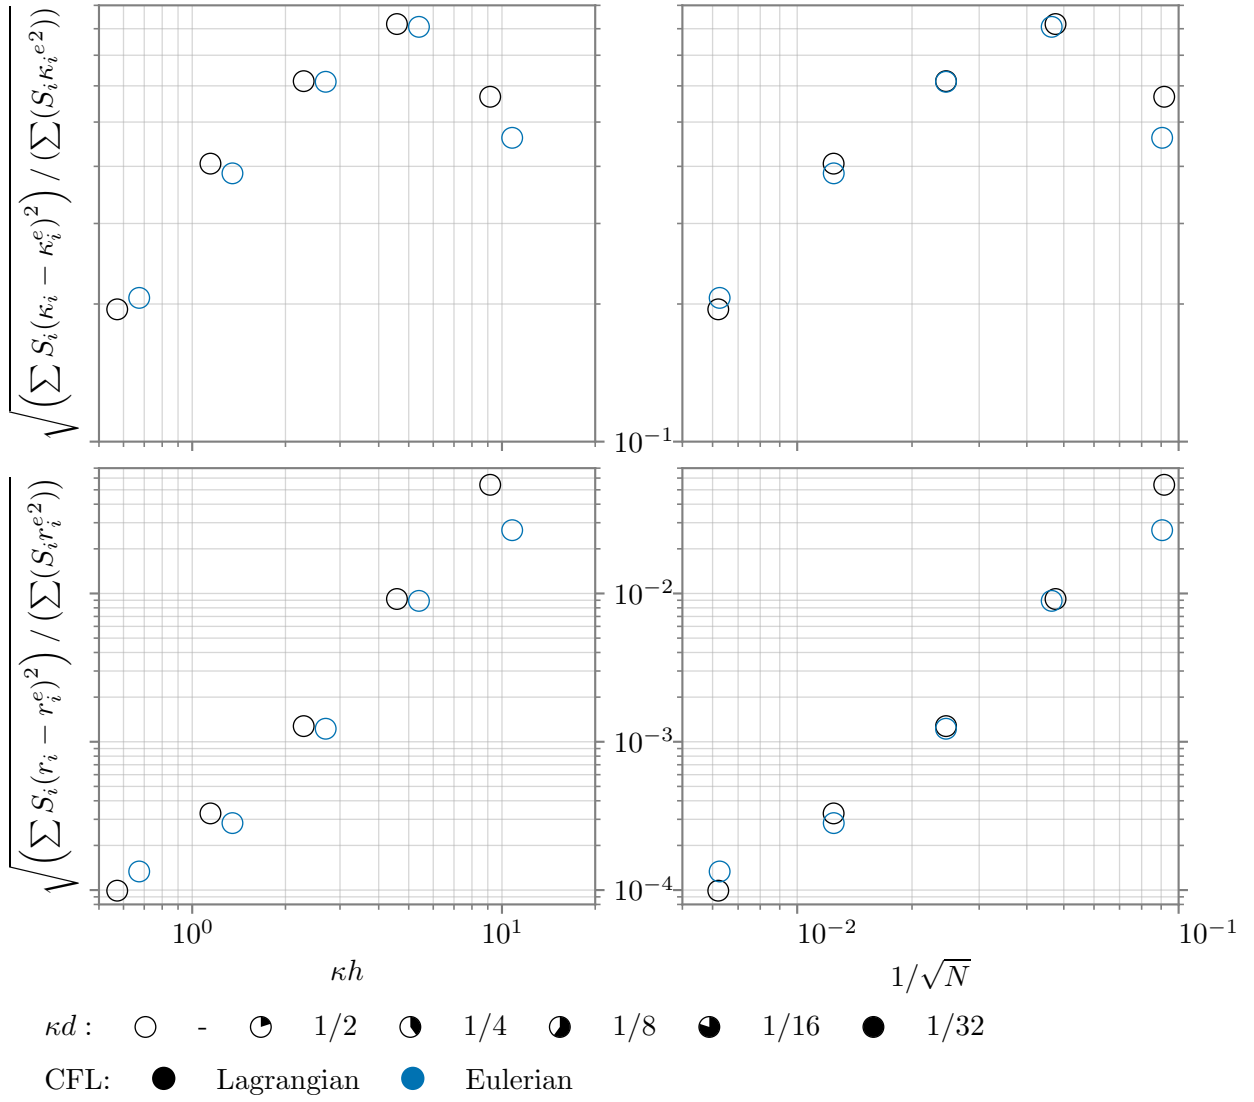 √(∑ S_i(κ_i − κ_i^e)^2) / (∑(S_iκ_i^e2))
10^−1
√(∑ S_i(r_i − r_i^e)^2) / (∑(S_ir_i^e2))
10^−2
10^−3
10^−4
10^0 10^1 10^−2 10^−1
κh 1/√N
κd : - 1/2 1/4 1/8 1/16 1/32
CFL: Lagrangian Eulerian